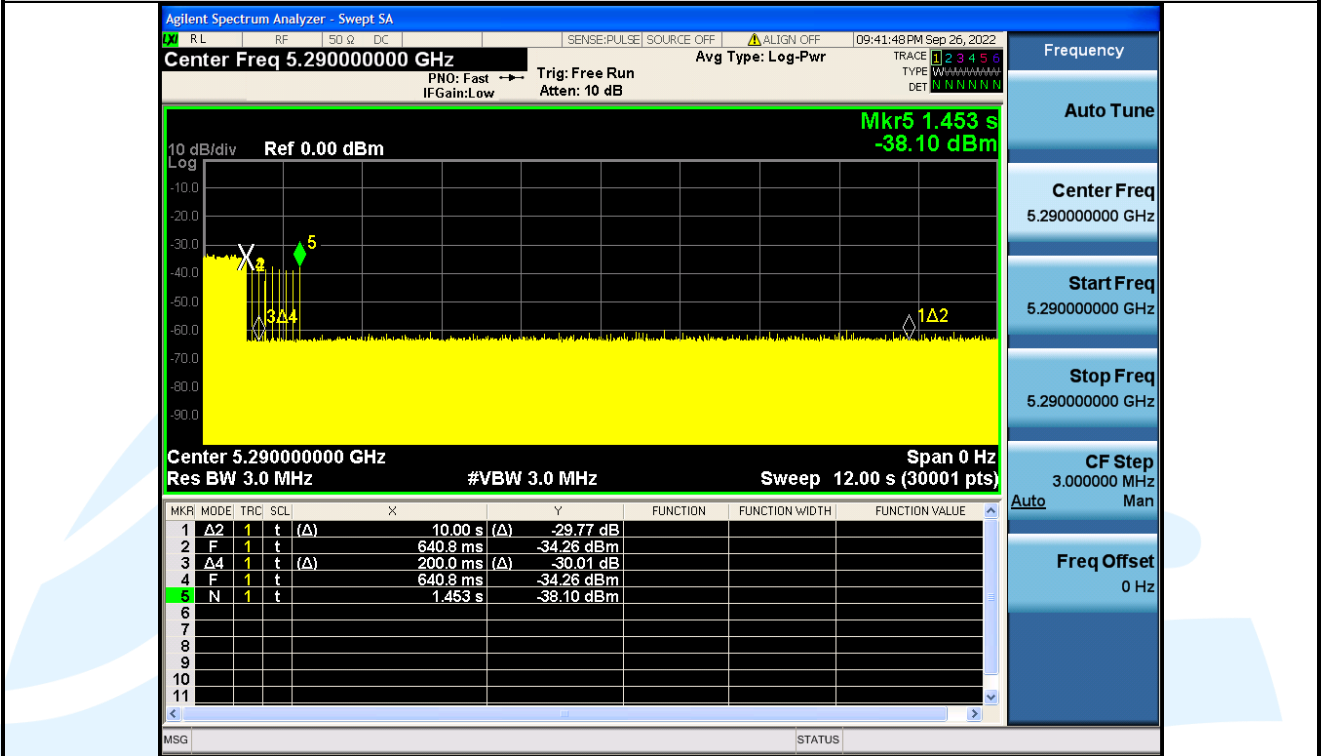 Agilent Spectrum Analyzer - Swept SA
LXI RL RF 50 Ω DC SENSE:PULSE SOURCE OFF ALIGN OFF 09:41:48 PM Sep 26, 2022
Center Freq 5.290000000 GHz
PNO: Fast
IFGain:Low
Trig: Free Run
Atten: 10 dB
Avg Type: Log-Pwr
TRACE 1 2 3 4 5 6
TYPE W
DET N N N N N N
Mkr5 1.453 s
-38.10 dBm
10 dB/div Ref 0.00 dBm
Log
-10.0
-20.0
-30.0
-40.0
-50.0
-60.0
-70.0
-80.0
-90.0
5
3Δ4
1Δ2
Center 5.290000000 GHz Span 0 Hz
Res BW 3.0 MHz #VBW 3.0 MHz Sweep 12.00 s (30001 pts)
MKR MODE TRC SCL X Y FUNCTION FUNCTION WIDTH FUNCTION VALUE
1 Δ2 1 t (Δ) 10.00 s (Δ) -29.77 dB
2 F 1 t 640.8 ms -34.26 dBm
3 Δ4 1 t (Δ) 200.0 ms (Δ) -30.01 dB
4 F 1 t 640.8 ms -34.26 dBm
5 N 1 t 1.453 s -38.10 dBm
6
7
8
9
10
11
MSG STATUS
Frequency
Auto Tune
Center Freq
5.290000000 GHz
Start Freq
5.290000000 GHz
Stop Freq
5.290000000 GHz
CF Step
3.000000 MHz
Auto Man
Freq Offset
0 Hz